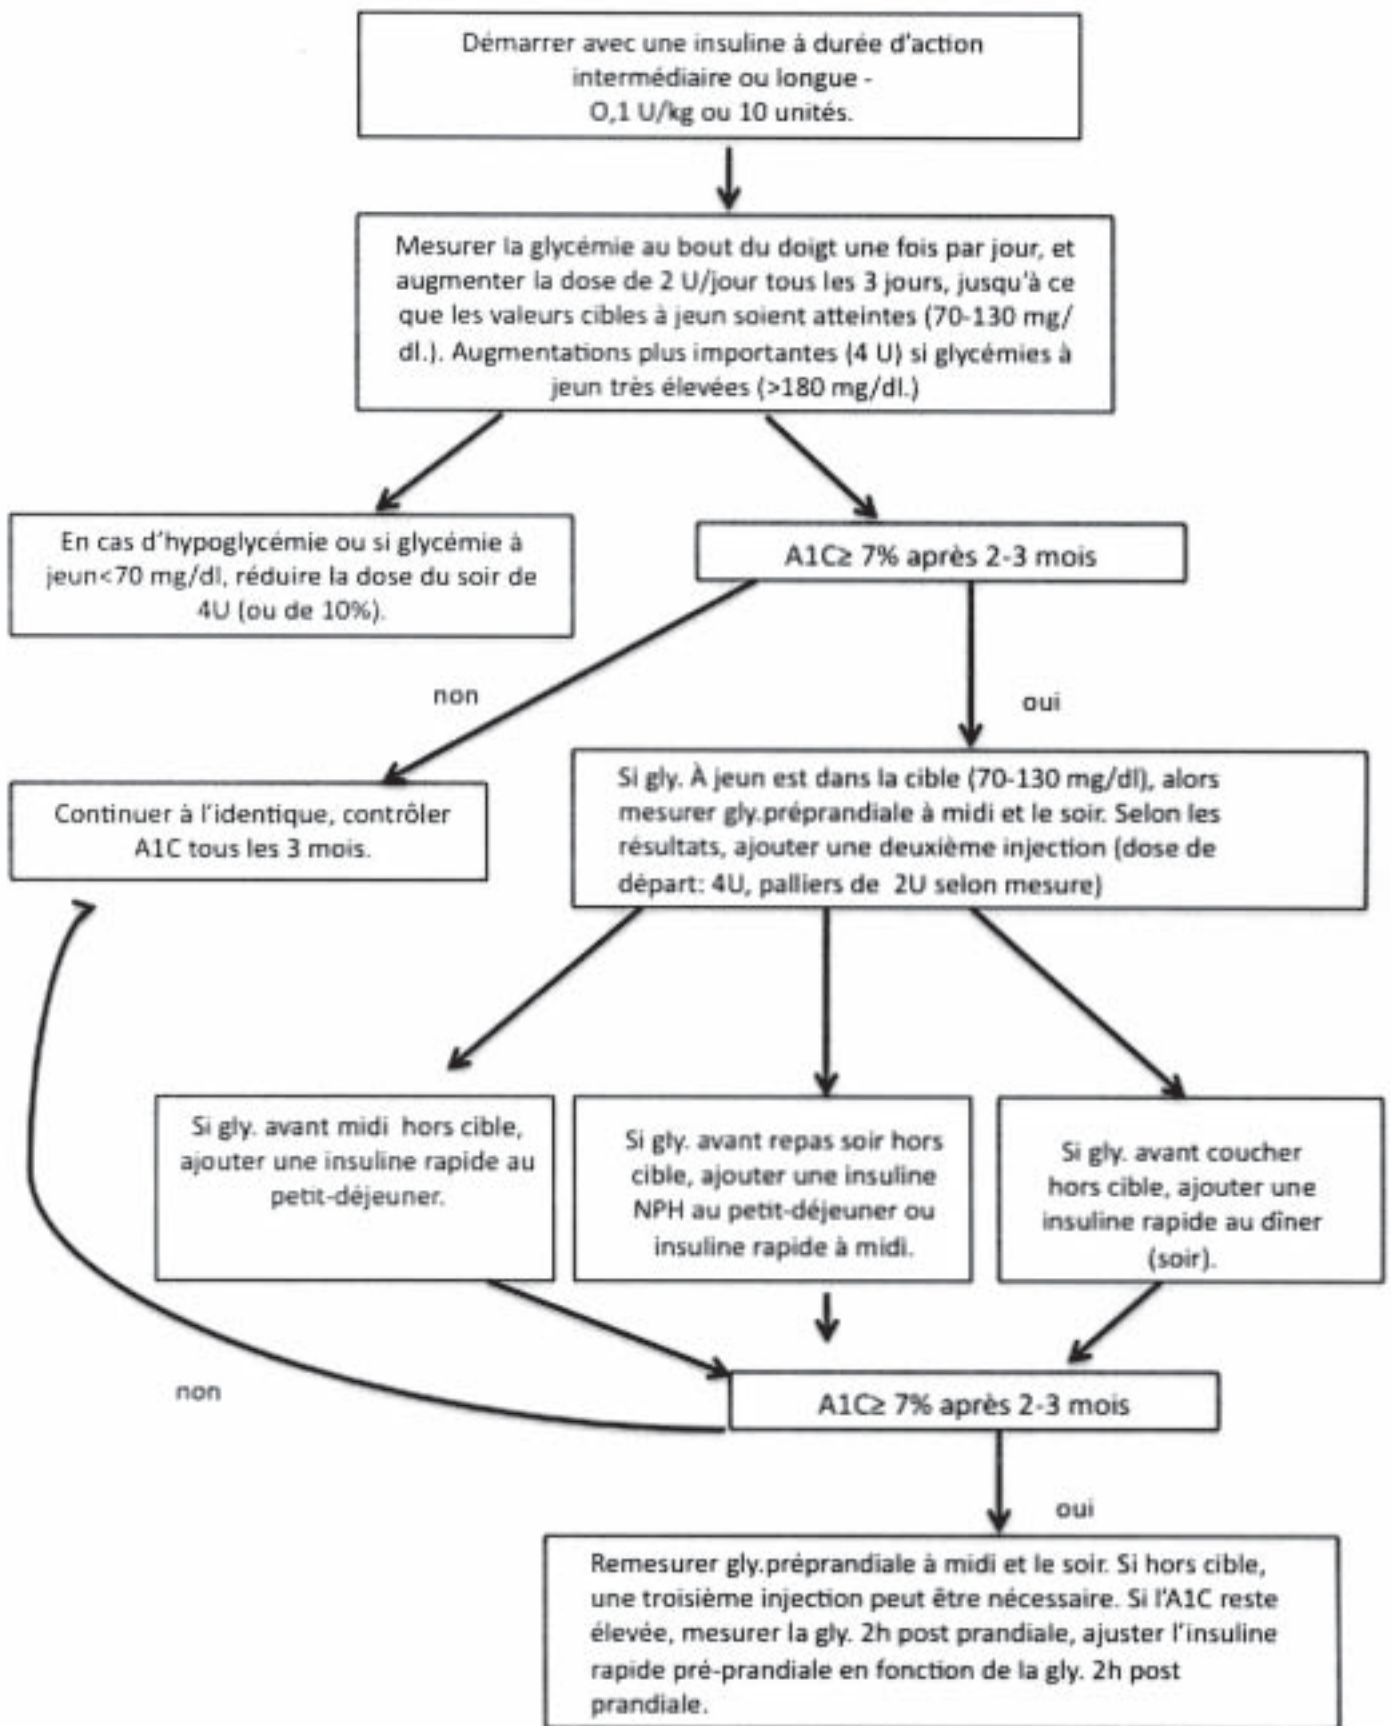 Démarrer avec une insuline à durée d'action
intermédiaire ou longue -
0,1 U/kg ou 10 unités.
Mesurer la glycémie au bout du doigt une fois par jour, et
augmenter la dose de 2 U/jour tous les 3 jours, jusqu'à ce
que les valeurs cibles à jeun soient atteintes (70-130 mg/
dl.). Augmentations plus importantes (4 U) si glycémies à
jeun très élevées (>180 mg/dl.)
En cas d'hypoglycémie ou si glycémie à
jeun<70 mg/dl, réduire la dose du soir de
4U (ou de 10%).
A1C≥ 7% après 2-3 mois
non
oui
Continuer à l'identique, contrôler
A1C tous les 3 mois.
Si gly. À jeun est dans la cible (70-130 mg/dl), alors
mesurer gly.préprandiale à midi et le soir. Selon les
résultats, ajouter une deuxième injection (dose de
départ: 4U, palliers de 2U selon mesure)
Si gly. avant midi hors cible,
ajouter une insuline rapide au
petit-déjeuner.
Si gly. avant repas soir hors
cible, ajouter une insuline
NPH au petit-déjeuner ou
insuline rapide à midi.
Si gly. avant coucher
hors cible, ajouter une
insuline rapide au dîner
(soir).
non
A1C≥ 7% après 2-3 mois
oui
Remesurer gly.préprandiale à midi et le soir. Si hors cible,
une troisième injection peut être nécessaire. Si l'A1C reste
élevée, mesurer la gly. 2h post prandiale, ajuster l'insuline
rapide pré-prandiale en fonction de la gly. 2h post
prandiale.